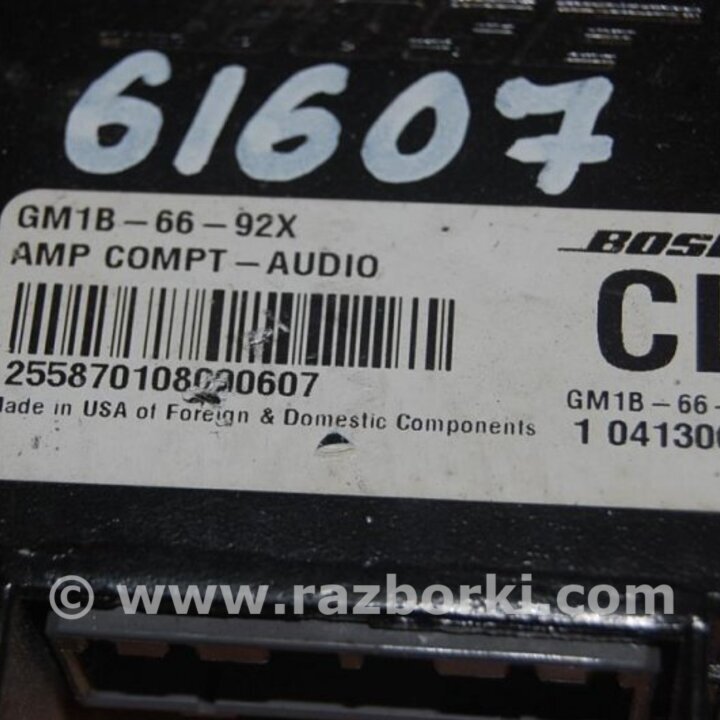 61607
GM1B-66-92X
AMP COMPT-AUDIO
BOSE
255870108000607
Made in USA of Foreign & Domestic Components
GM1B-66-
1 041300
© www.razborki.com